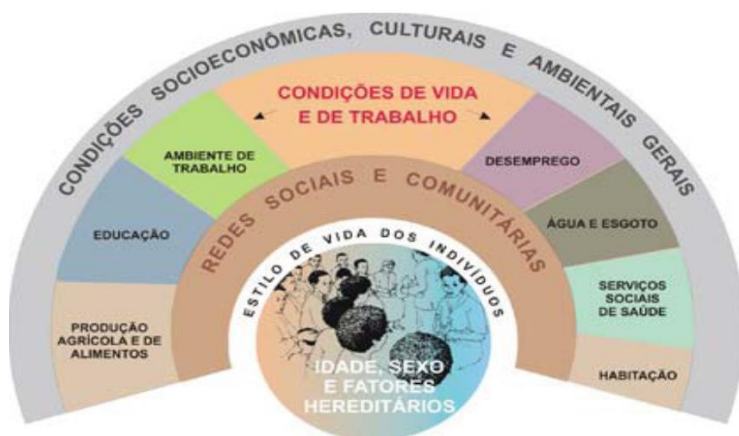 CONDIÇÕES SOCIOECONÔMICAS, CULTURAIS E AMBIENTAIS GERAIS
CONDIÇÕES DE VIDA
E DE TRABALHO
AMBIENTE DE
TRABALHO
DESEMPREGO
REDES SOCIAIS E COMUNITÁRIAS
EDUCAÇÃO
ÁGUA E ESGOTO
ESTILO DE VIDA DOS INDIVÍDUOS
SERVIÇOS
SOCIAIS
DE SAÚDE
PRODUÇÃO
AGRÍCOLA E DE
ALIMENTOS
HABITAÇÃO
IDADE, SEXO
E FATORES
HEREDITÁRIOS